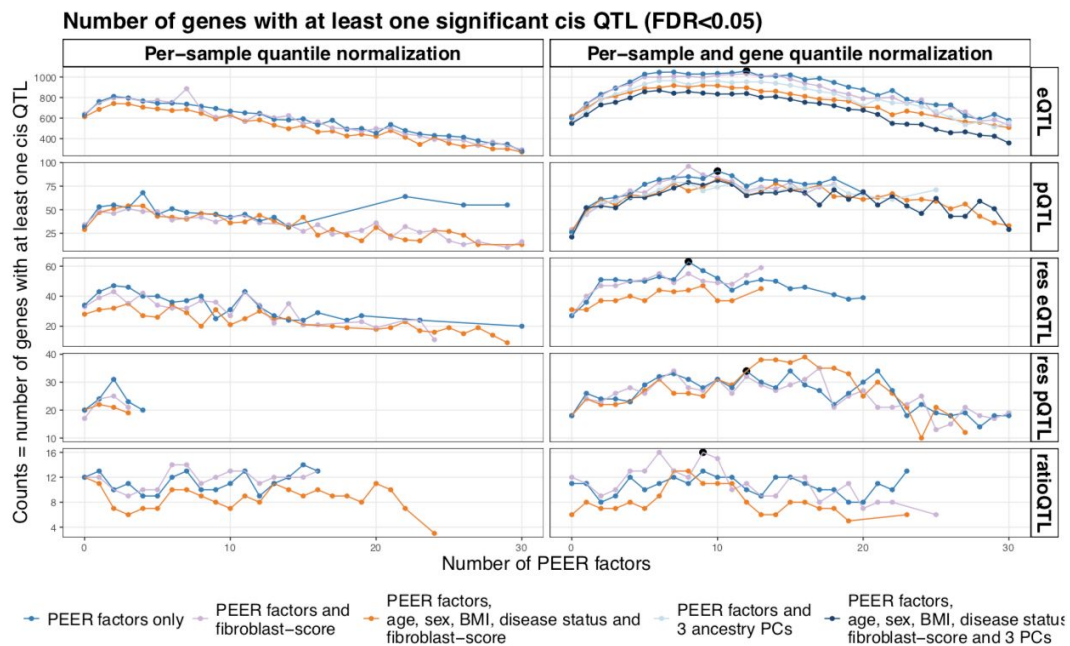 Number of genes with at least one significant cis QTL (FDR<0.05)
Per−sample quantile normalization
Per−sample and gene quantile normalization
Counts = number of genes with at least one cis QTL
1000
800
600
400
eQTL
100
75
50
25
pQTL
60
40
20
res eQTL
40
30
20
10
res pQTL
16
12
8
4
ratioQTL
0
10
20
30
0
10
20
30
Number of PEER factors
PEER factors only
PEER factors and
fibroblast−score
PEER factors,
age, sex, BMI, disease status and
fibroblast−score
PEER factors and
3 ancestry PCs
PEER factors,
age, sex, BMI, disease status
fibroblast−score and 3 PCs